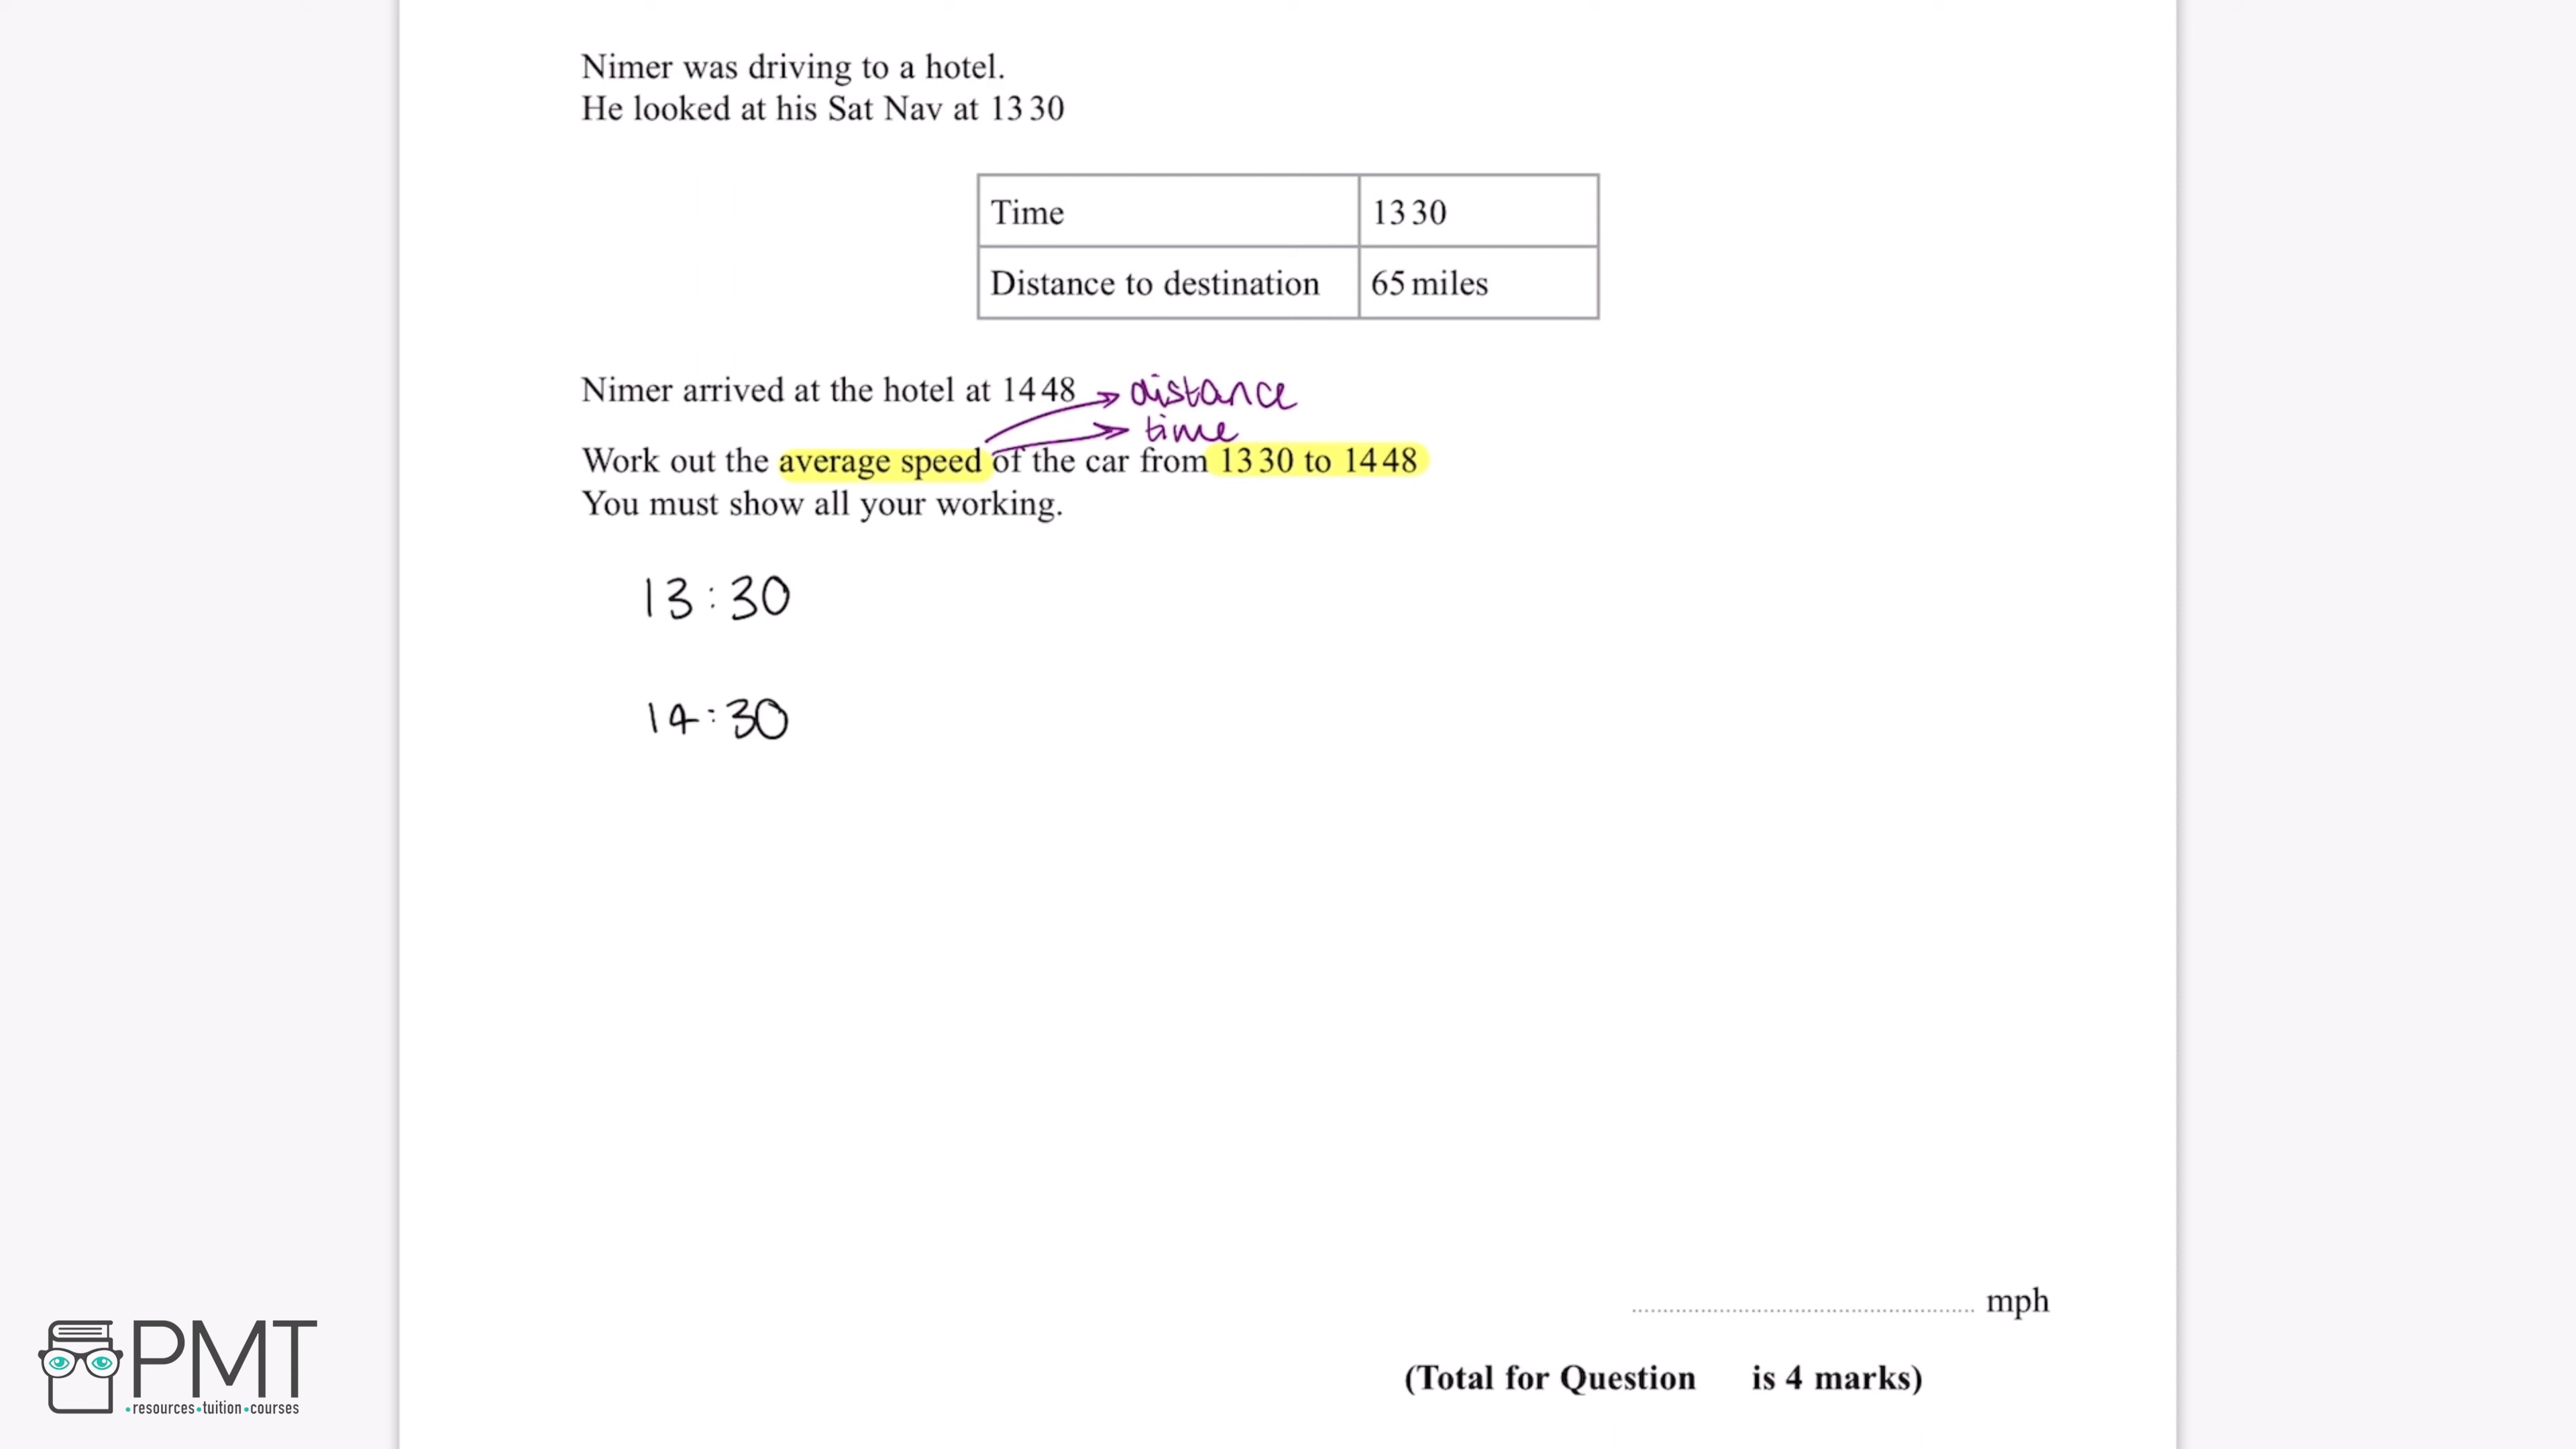 Nimer was driving to a hotel.
He looked at his Sat Nav at 13 30
Time 13 30
Distance to destination 65 miles
Nimer arrived at the hotel at 14 48 distance
time
Work out the average speed of the car from 13 30 to 14 48
You must show all your working.
13:30
14:30
mph
(Total for Question is 4 marks)
PMT
•resources•tuition•courses